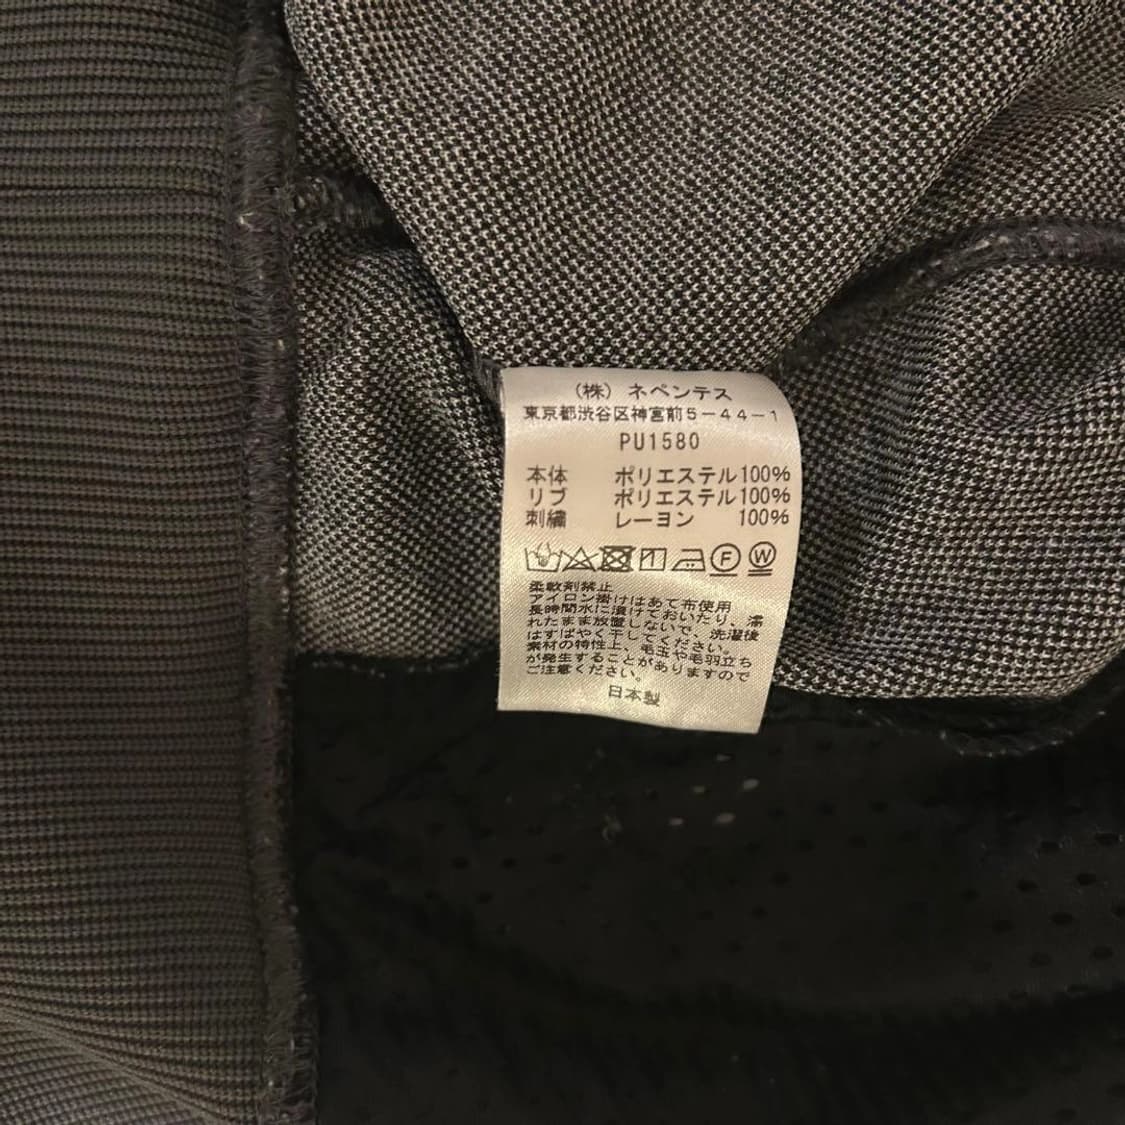 （株）ネペンテス
東京都渋谷区神宮前５－４４－１
PU1580
本体 ポリエステル100%
リブ ポリエステル100%
刺繍 レーヨン 100%
F W
柔軟剤禁止
アイロン掛けはあて布使用
長時間水に漬けておいたり、濡
れたまま放置しないで、洗濯後
はすばやく干してください。
素材の特性上、毛玉や毛羽立ち
が発生することがありますので
ご注意ください。
日本製